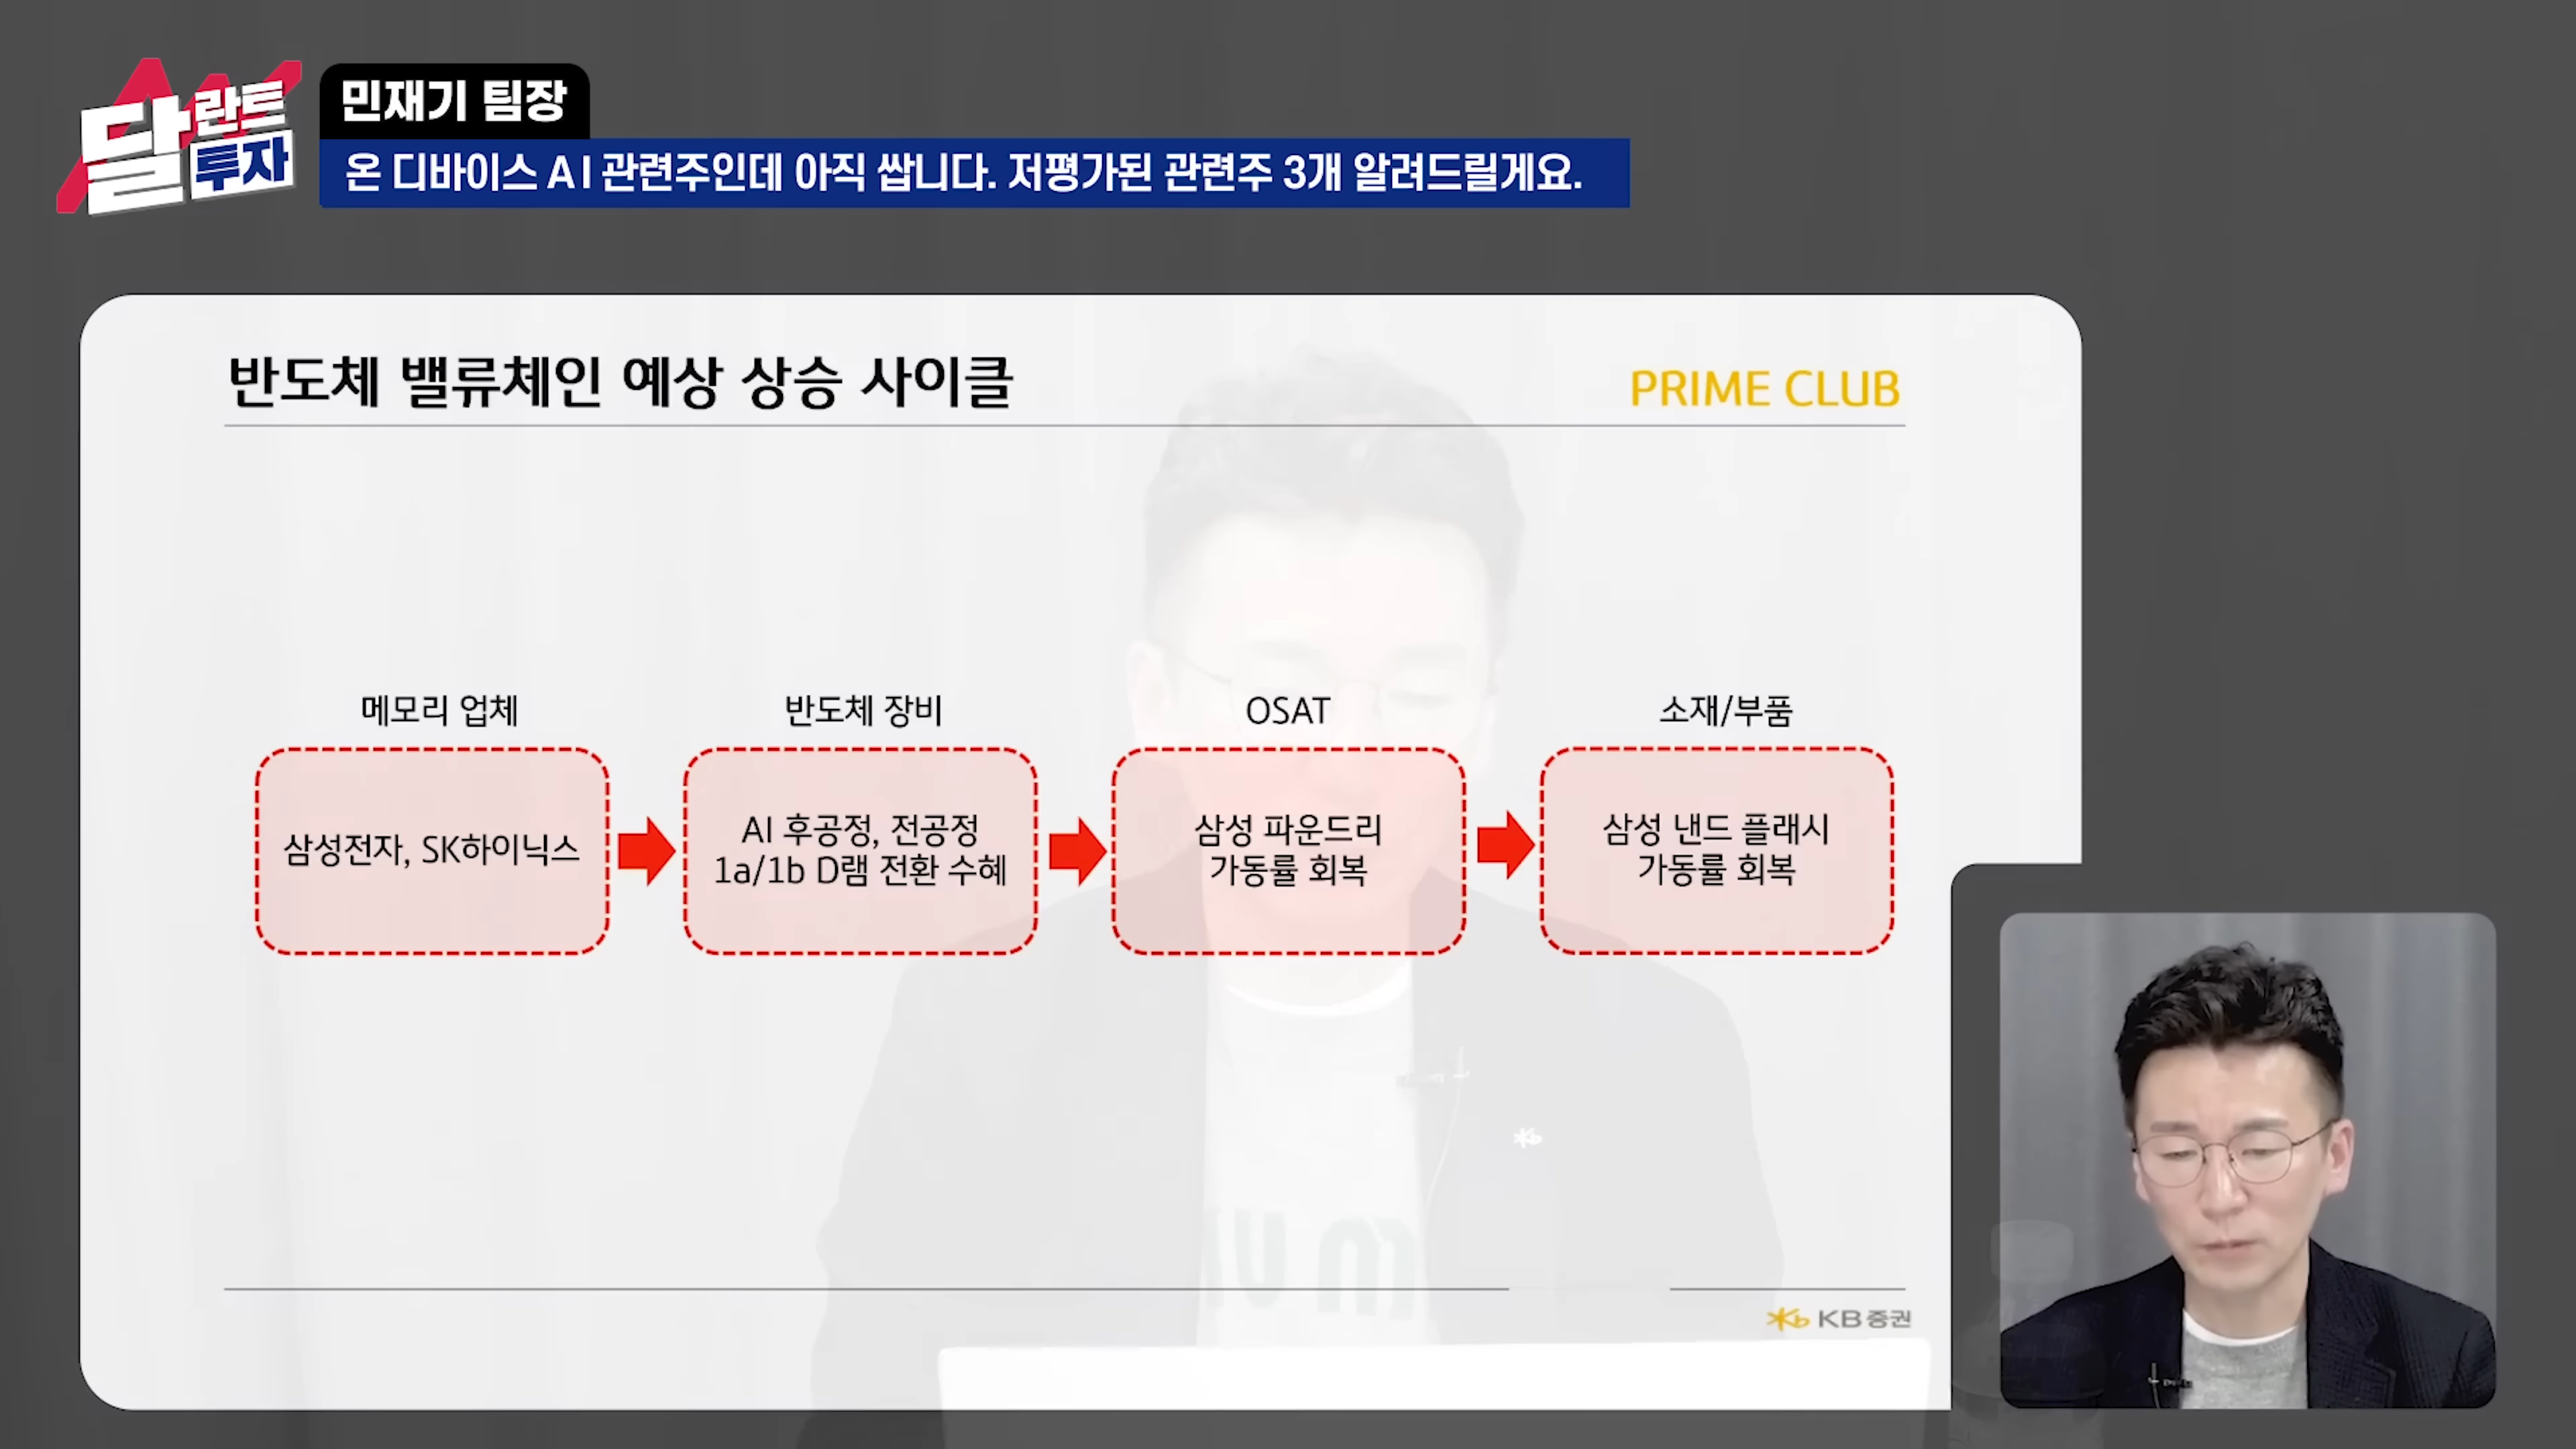 달란트
투자
민재기 팀장
온 디바이스 AI 관련주인데 아직 쌉니다. 저평가된 관련주 3개 알려드릴게요.
반도체 밸류체인 예상 상승 사이클
PRIME CLUB
메모리 업체
삼성전자, SK하이닉스
반도체 장비
AI 후공정, 전공정
1a/1b D램 전환 수혜
OSAT
삼성 파운드리
가동률 회복
소재/부품
삼성 낸드 플래시
가동률 회복
KB증권